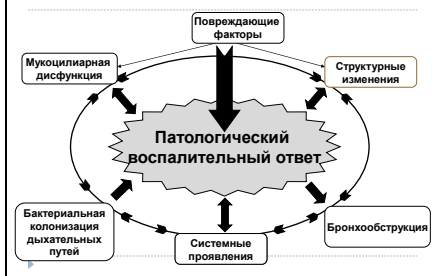 Повреждающие
факторы
Мукоцилиарная
дисфункция
Структурные
изменения
Патологический
воспалительный ответ
Бактериальная
колонизация
дыхательных
путей
Системные
проявления
Бронхообструкция